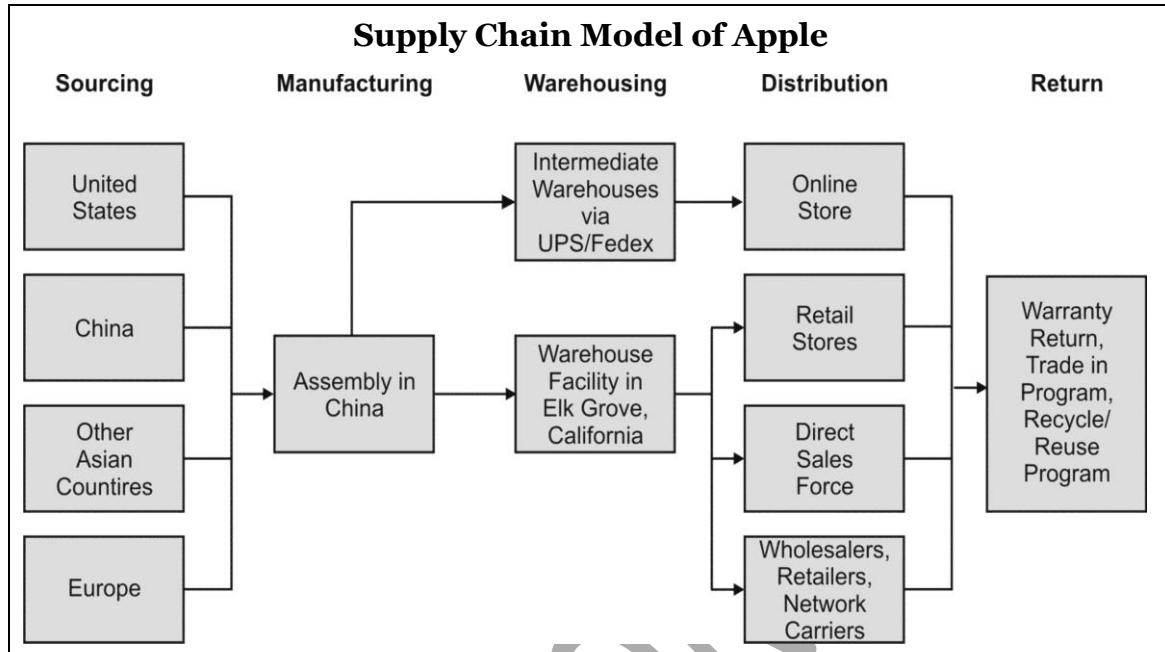 Supply Chain Model of Apple
Sourcing
Manufacturing
Warehousing
Distribution
Return
United
States
China
Other
Asian
Countires
Europe
Assembly in
China
Intermediate
Warehouses
via
UPS/Fedex
Warehouse
Facility in
Elk Grove,
California
Online
Store
Retail
Stores
Direct
Sales
Force
Wholesalers,
Retailers,
Network
Carriers
Warranty
Return,
Trade in
Program,
Recycle/
Reuse
Program